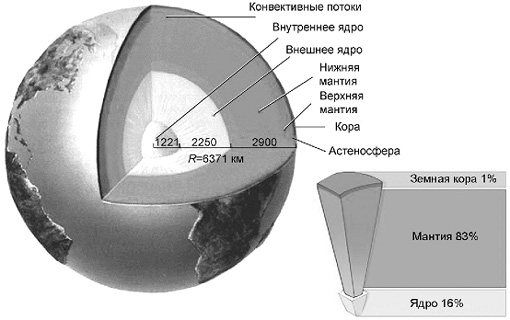 Конвективные потоки
Внутреннее ядро
Внешнее ядро
Нижняя
мантия
Верхняя
мантия
Кора
Астеносфера
1221 2250 2900
R=6371 км
Земная кора 1%
Мантия 83%
Ядро 16%